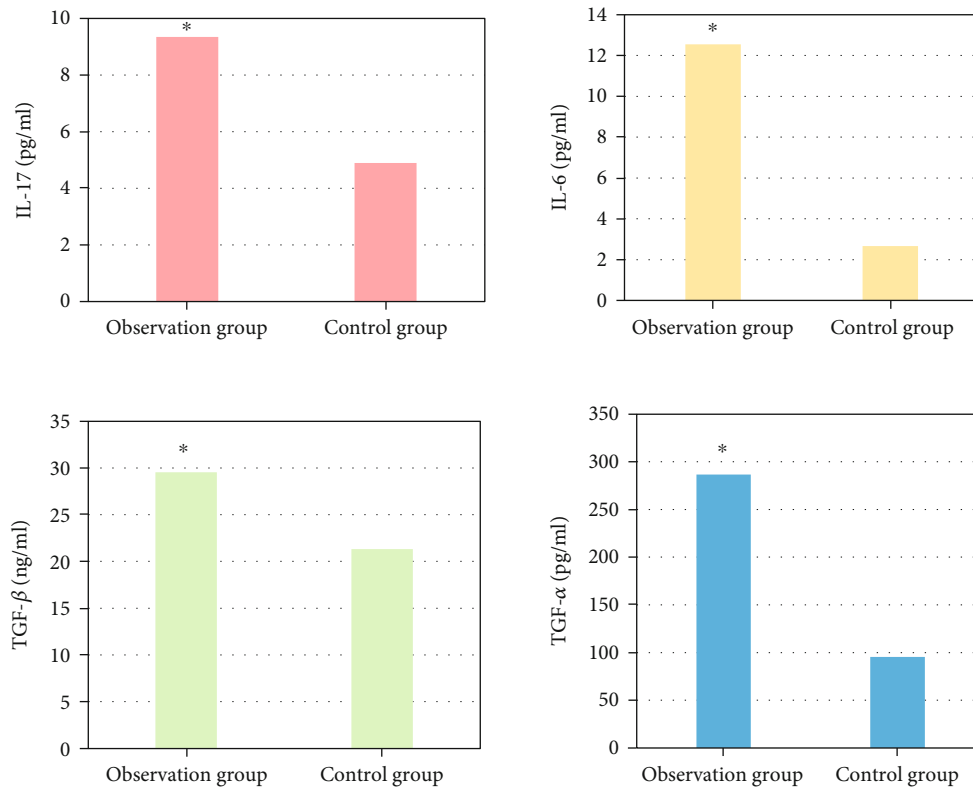 10
8
6
4
2
0
IL-17 (pg/ml)
*
Observation group
Control group
14
12
10
8
6
4
2
0
IL-6 (pg/ml)
*
Observation group
Control group
35
30
25
20
15
10
5
0
TGF-β (ng/ml)
*
Observation group
Control group
350
300
250
200
150
100
50
0
TGF-α (pg/ml)
*
Observation group
Control group